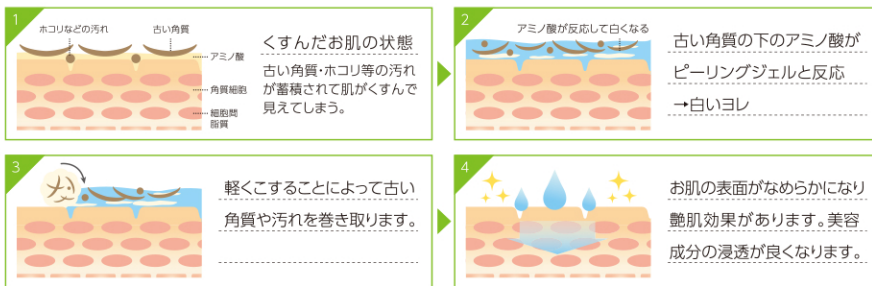 1
ホコリなどの汚れ
古い角質
アミノ酸
角質細胞
細胞間
脂質
くすんだお肌の状態
古い角質・ホコリ等の汚れ
が蓄積されて肌がくすんで
見えてしまう。
2
アミノ酸が反応して白くなる
古い角質の下のアミノ酸が
ピーリングジェルと反応
→白いヨレ
3
軽くこすることによって古い
角質や汚れを巻き取ります。
4
お肌の表面がなめらかになり
艶肌効果があります。美容
成分の浸透が良くなります。